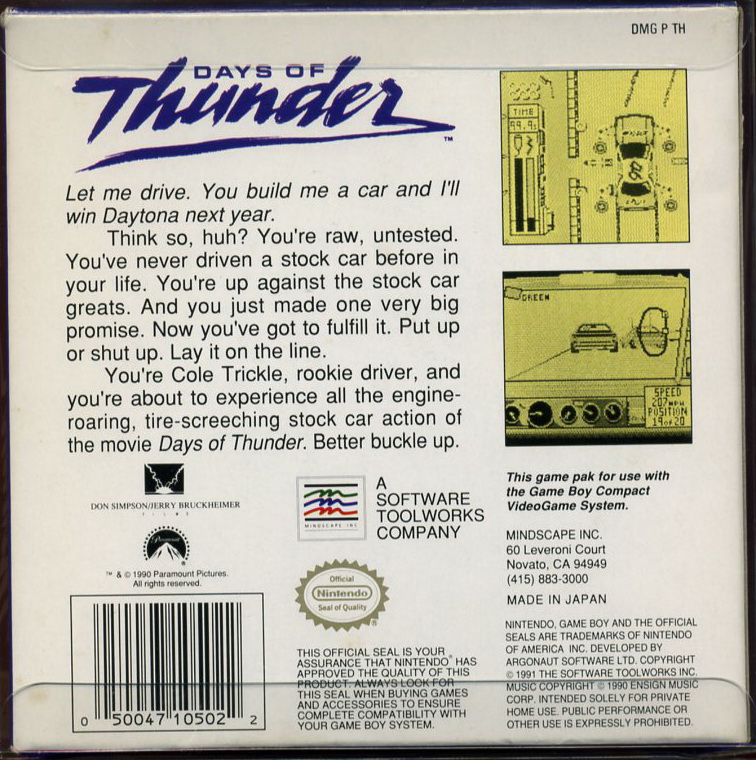 DMG P TH
DAYS OF
Thunder™
Let me drive. You build me a car and I'll
win Daytona next year.
Think so, huh? You're raw, untested.
You've never driven a stock car before in
your life. You're up against the stock car
greats. And you just made one very big
promise. Now you've got to fulfill it. Put up
or shut up. Lay it on the line.
You're Cole Trickle, rookie driver, and
you're about to experience all the engine-
roaring, tire-screeching stock car action of
the movie Days of Thunder. Better buckle up.
TIME
99.9s
GREEN
SPEED
207 MPH
POSITION
19 of 20
DON SIMPSON/JERRY BRUCKHEIMER
FILMS
Paramount
™ & © 1990 Paramount Pictures.
All rights reserved.
MINDSCAPE INC.
A
SOFTWARE
TOOLWORKS
COMPANY
Official
Nintendo
Seal of Quality
®
THIS OFFICIAL SEAL IS YOUR
ASSURANCE THAT NINTENDO® HAS
APPROVED THE QUALITY OF THIS
PRODUCT. ALWAYS LOOK FOR
THIS SEAL WHEN BUYING GAMES
AND ACCESSORIES TO ENSURE
COMPLETE COMPATIBILITY WITH
YOUR GAME BOY SYSTEM.
0 50047 10502 2
This game pak for use with
the Game Boy Compact
VideoGame System.
MINDSCAPE INC.
60 Leveroni Court
Novato, CA 94949
(415) 883-3000
MADE IN JAPAN
NINTENDO, GAME BOY AND THE OFFICIAL
SEALS ARE TRADEMARKS OF NINTENDO
OF AMERICA INC. DEVELOPED BY
ARGONAUT SOFTWARE LTD. COPYRIGHT
© 1991 THE SOFTWARE TOOLWORKS INC.
MUSIC COPYRIGHT © 1990 ENSIGN MUSIC
CORP. INTENDED SOLELY FOR PRIVATE
HOME USE. PUBLIC PERFORMANCE OR
OTHER USE IS EXPRESSLY PROHIBITED.